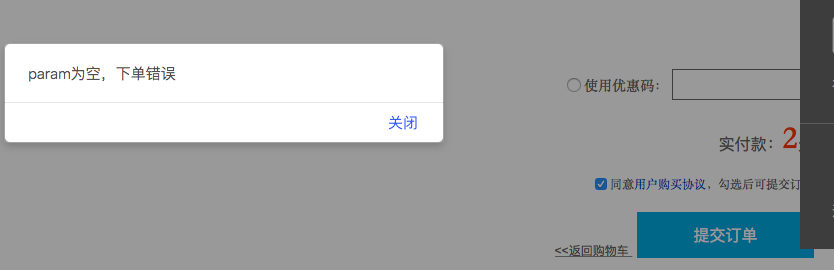 param为空，下单错误
关闭
使用优惠码：
实付款：2
同意用户购买协议，勾选后可提交订
提交订单
<<返回购物车